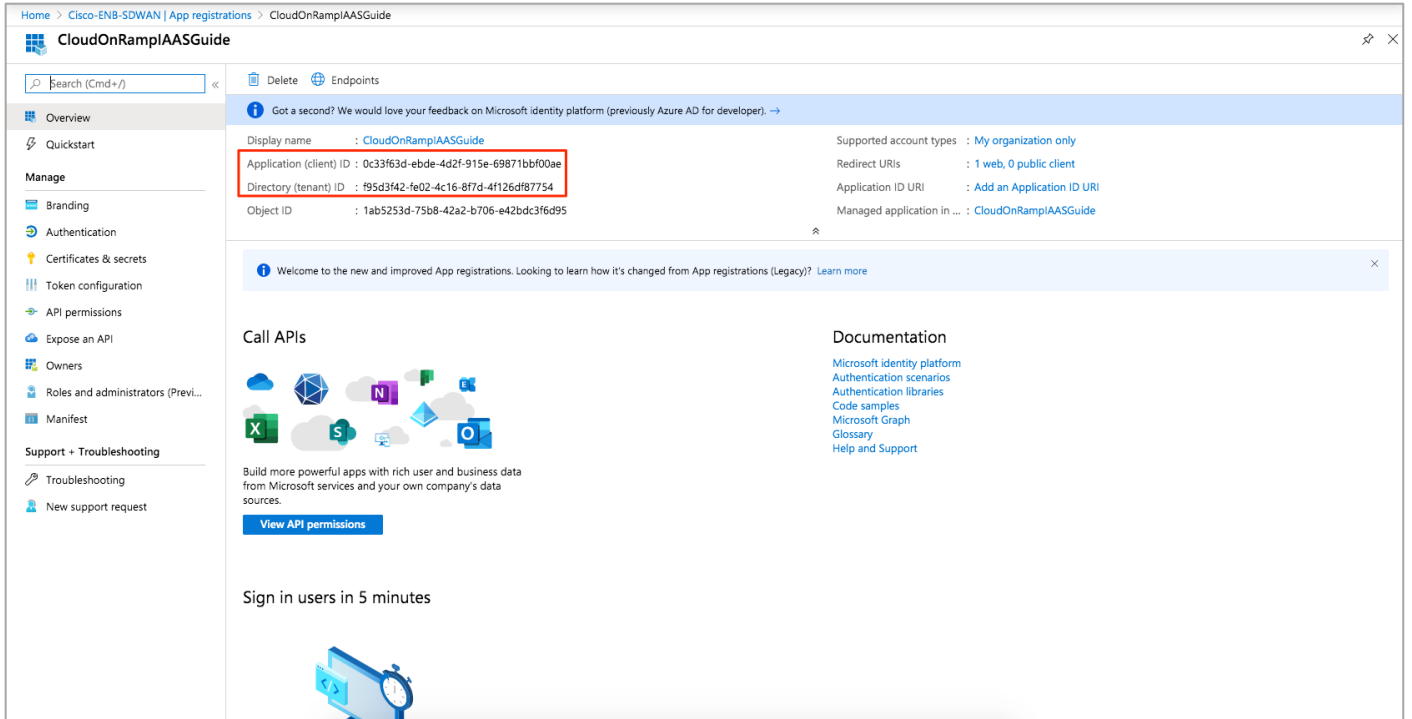 Home > Cisco-ENB-SDWAN | App registrations > CloudOnRampIAASGuide
CloudOnRampIAASGuide
Search (Cmd+/)
«
Overview
Quickstart
Manage
Branding
Authentication
Certificates & secrets
Token configuration
API permissions
Expose an API
Owners
Roles and administrators (Previ...
Manifest
Support + Troubleshooting
Troubleshooting
New support request
Delete Endpoints
Got a second? We would love your feedback on Microsoft identity platform (previously Azure AD for developer). →
Display name : CloudOnRampIAASGuide
Application (client) ID : 0c33f63d-ebde-4d2f-915e-69871bbf00ae
Directory (tenant) ID : f95d3f42-fe02-4c16-8f7d-4f126df87754
Object ID : 1ab5253d-75b8-42a2-b706-e42bdc3f6d95
Supported account types : My organization only
Redirect URIs : 1 web, 0 public client
Application ID URI : Add an Application ID URI
Managed application in ... : CloudOnRampIAASGuide
Welcome to the new and improved App registrations. Looking to learn how it's changed from App registrations (Legacy)? Learn more
Call APIs
N
E
X
S
O
Build more powerful apps with rich user and business data
from Microsoft services and your own company's data
sources.
View API permissions
Documentation
Microsoft identity platform
Authentication scenarios
Authentication libraries
Code samples
Microsoft Graph
Glossary
Help and Support
Sign in users in 5 minutes